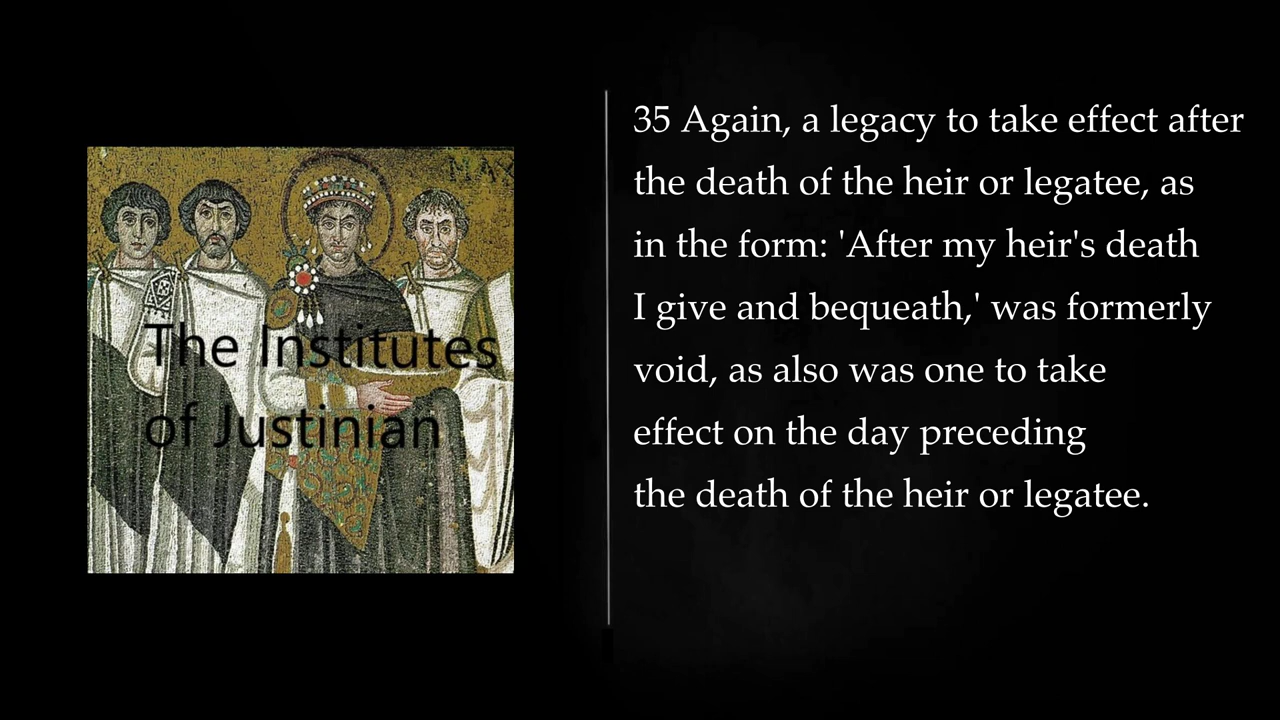 MAX
The Institutes
of Justinian
35 Again, a legacy to take effect after
the death of the heir or legatee, as
in the form: 'After my heir's death
I give and bequeath,' was formerly
void, as also was one to take
effect on the day preceding
the death of the heir or legatee.